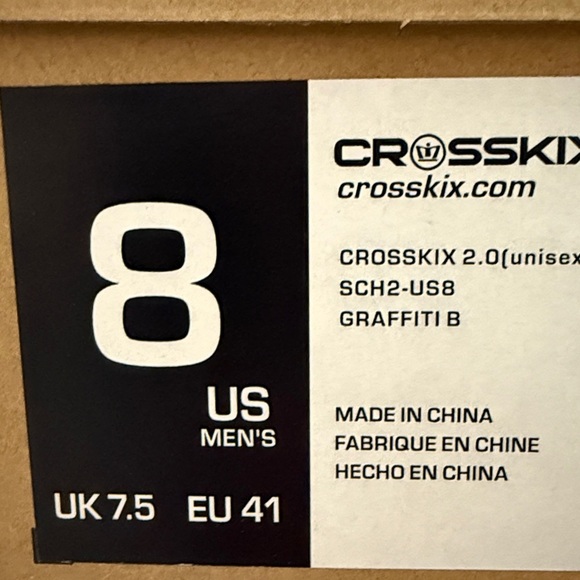 8
US
MEN'S
UK 7.5 EU 41
CROSSKIX
crosskix.com
CROSSKIX 2.0(unisex
SCH2-US8
GRAFFITI B
MADE IN CHINA
FABRIQUE EN CHINE
HECHO EN CHINA